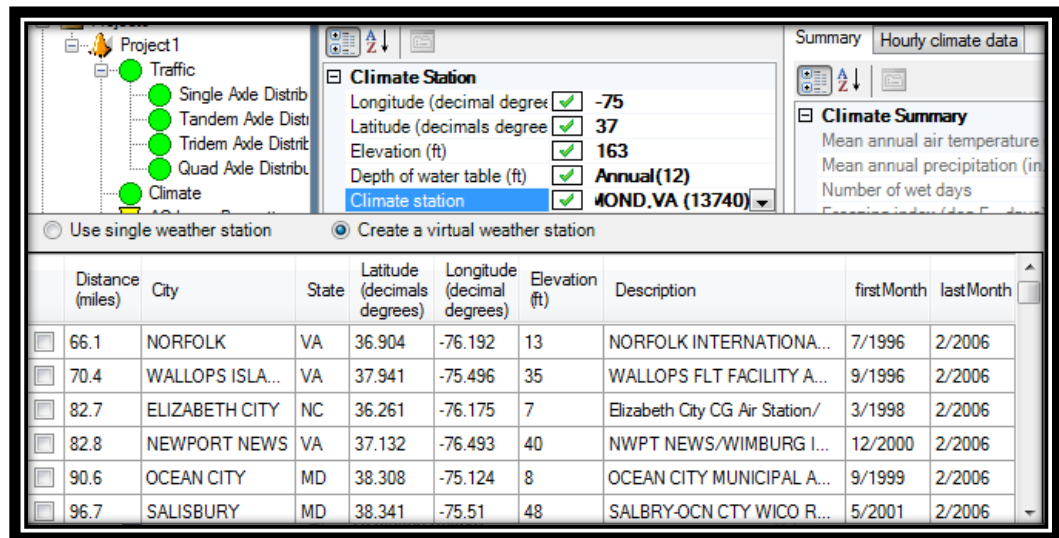 Project1
Traffic
Single Axle Distrib
Tandem Axle Distr
Tridem Axle Distrib
Quad Axle Distribu
Climate
Climate Station
Longitude (decimal degree -75
Latitude (decimals degree 37
Elevation (ft) 163
Depth of water table (ft) Annual(12)
Climate station MOND,VA (13740)
Summary Hourly climate data
Climate Summary
Mean annual air temperature
Mean annual precipitation (in.
Number of wet days
Use single weather station Create a virtual weather station
Distance (miles) City State Latitude (decimals degrees) Longitude (decimal degrees) Elevation (ft) Description firstMonth lastMonth
66.1 NORFOLK VA 36.904 -76.192 13 NORFOLK INTERNATIONA... 7/1996 2/2006
70.4 WALLOPS ISLA... VA 37.941 -75.496 35 WALLOPS FLT FACILITY A... 9/1996 2/2006
82.7 ELIZABETH CITY NC 36.261 -76.175 7 Elizabeth City CG Air Station/ 3/1998 2/2006
82.8 NEWPORT NEWS VA 37.132 -76.493 40 NWPT NEWS/WIMBURG I... 12/2000 2/2006
90.6 OCEAN CITY MD 38.308 -75.124 8 OCEAN CITY MUNICIPAL A... 9/1999 2/2006
96.7 SALISBURY MD 38.341 -75.51 48 SALBRY-OCN CTY WICO R... 5/2001 2/2006